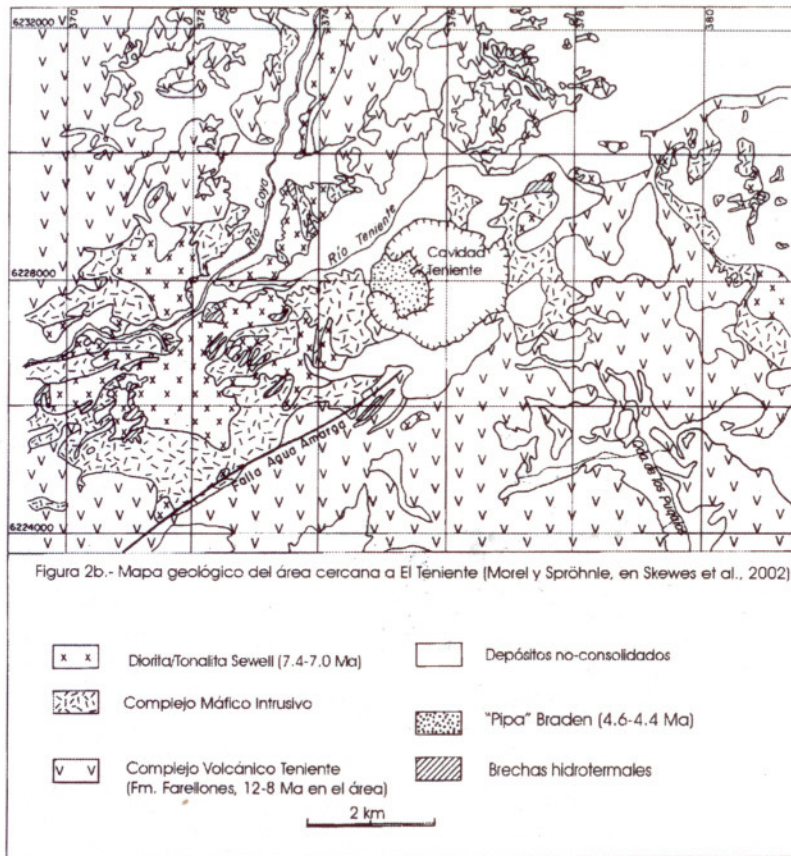 370
372
374
376
378
380
6232000
Río Coya
Río Teniente
Cavidad
Teniente
6228000
Falla Agua Amarga
Qda de los Puquios
6224000
Figura 2b.- Mapa geológico del área cercana a El Teniente (Morel y Spröhnle, en Skewes et al., 2002)
x x Diorita/Tonalita Sewell (7.4-7.0 Ma)
Depósitos no-consolidados
Complejo Máfico Intrusivo
"Pipa" Braden (4.6-4.4 Ma)
v v Complejo Volcánico Teniente
(Fm. Farellones, 12-8 Ma en el área)
Brechas hidrotermales
2 km